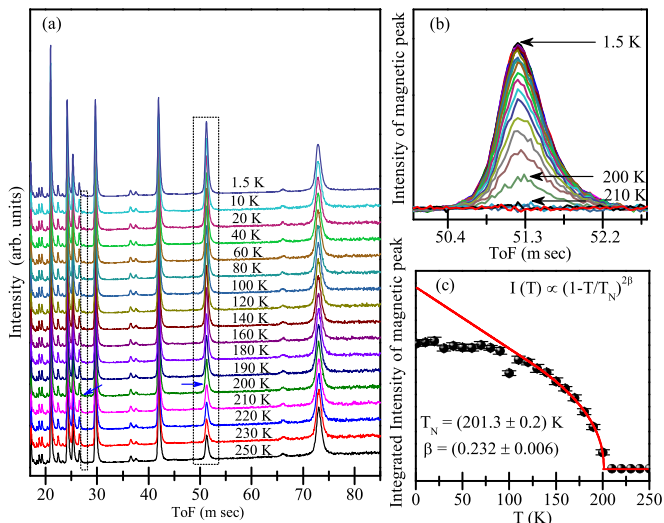 (a)
Intensity (arb. units)
1.5 K
10 K
20 K
40 K
60 K
80 K
100 K
120 K
140 K
160 K
180 K
190 K
200 K
210 K
220 K
230 K
250 K
20 30 40 50 60 70 80
ToF (m sec)
(b)
Intensity of magnetic peak
1.5 K
200 K
210 K
50.4 51.3 52.2
ToF (m sec)
(c)
Integrated Intensity of magnetic peak
I (T) ∝ (1-T/T_N)^2β
T_N = (201.3 ± 0.2) K
β = (0.232 ± 0.006)
0 50 100 150 200 250
T (K)